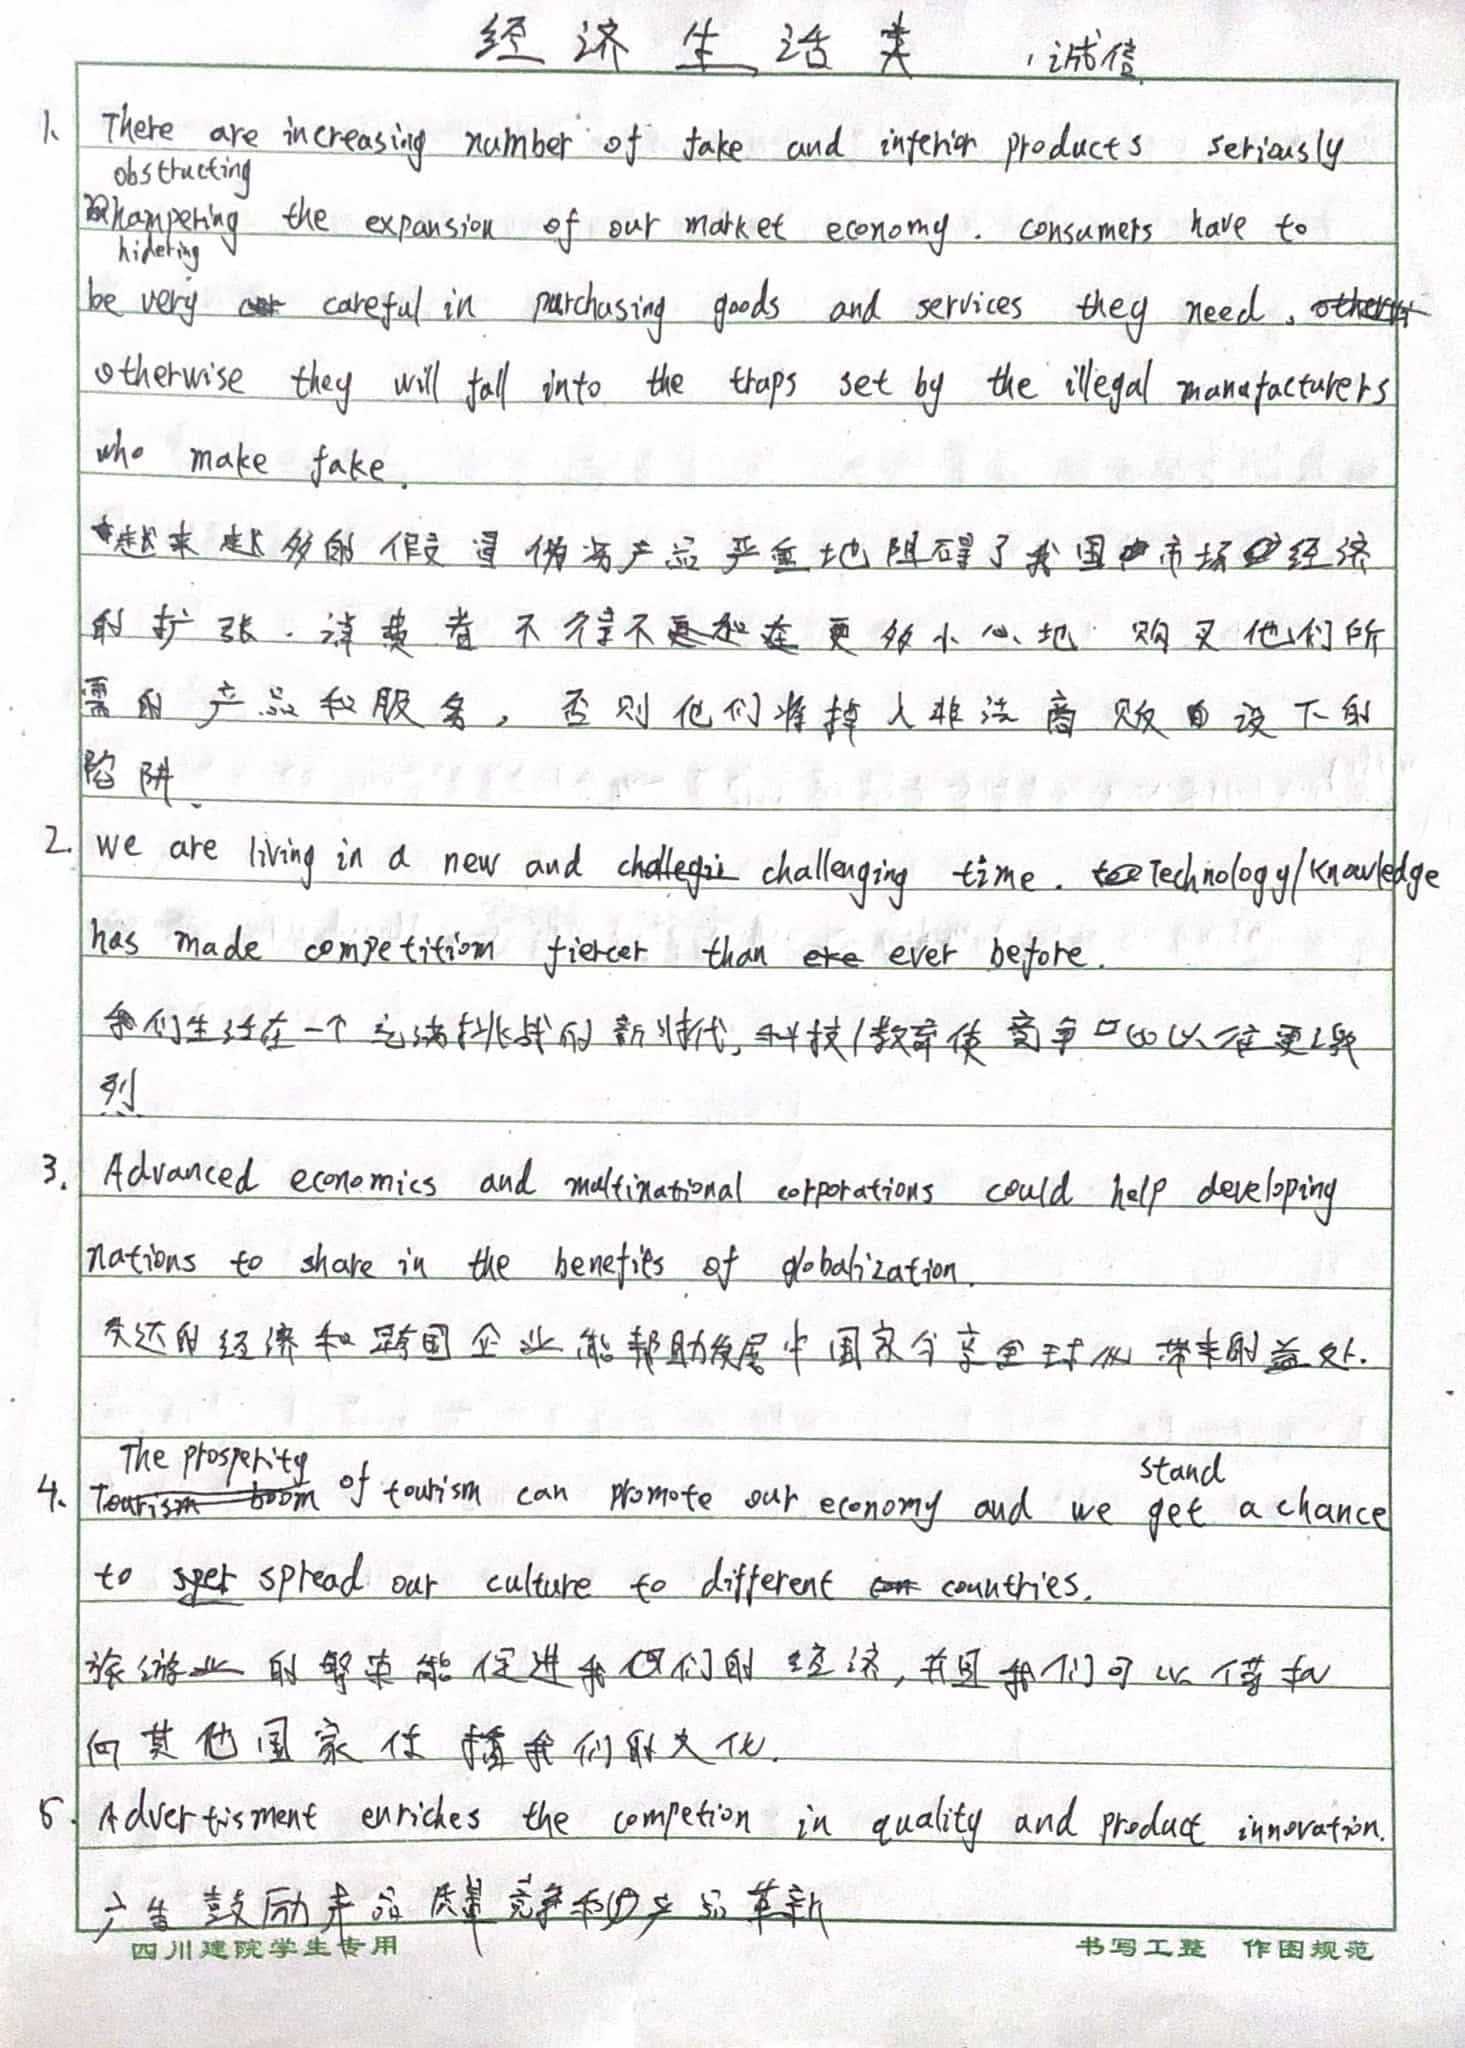 经济生活类 诚信
1. There are increasing number of fake and inferior products seriously
obstructing
hampering the expansion of our market economy. consumers have to
hidering
be very careful in purchasing goods and services they need.
otherwise they will fall into the traps set by the illegal manufacturers
who make fake.
越来越多的假冒伪劣产品严重地阻碍了我国市场经济
的扩张. 消费者不得不更多小心地购买他们所
需的产品和服务, 否则他们将掉入非法商贩设下的
陷阱.
2. we are living in a new and challenging time. Technology/Knowledge
has made competition fiercer than ever before.
我们生活在一个充满挑战的新时代, 科技/教育使竞争比以往更激
烈
3. Advanced economics and multinational corporations could help developing
nations to share in the benefits of globalization.
发达的经济和跨国企业能帮助发展中国家分享全球化带来的益处.
The prosperity stand
4. of tourism can promote our economy and we get a chance
to spread our culture to different countries.
旅游业的繁荣能促进我们的经济, 并且我们可以借机
向其他国家传播我们的文化.
5. Advertisment enriches the competion in quality and product innovation.
广告鼓励产品质量竞争和产品革新
四川建院学生专用 书写工整 作图规范